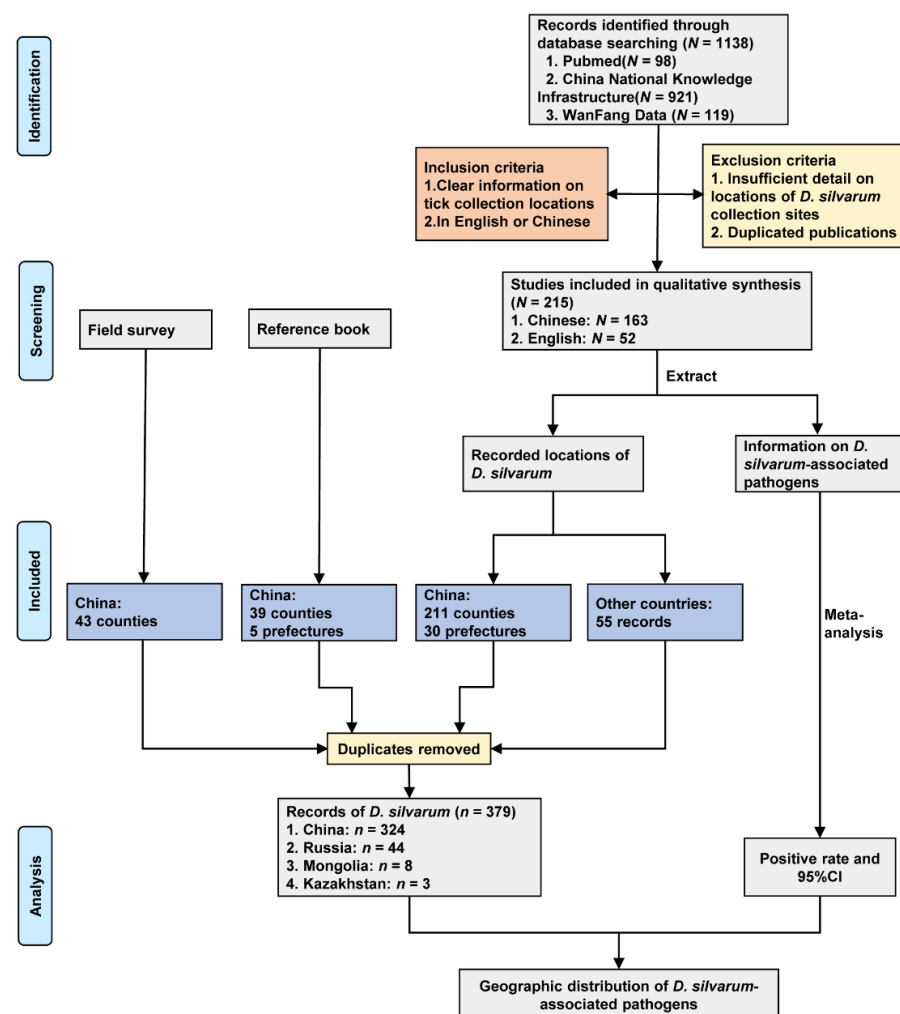 Identification
Records identified through
database searching (N = 1138)
1. Pubmed(N = 98)
2. China National Knowledge
Infrastructure(N = 921)
3. WanFang Data (N = 119)
Inclusion criteria
1.Clear information on
tick collection locations
2.In English or Chinese
Exclusion criteria
1. Insufficient detail on
locations of D. silvarum
collection sites
2. Duplicated publications
Screening
Field survey
Reference book
Studies included in qualitative synthesis
(N = 215)
1. Chinese: N = 163
2. English: N = 52
Extract
Recorded locations of
D. silvarum
Information on D.
silvarum-associated
pathogens
Included
China:
43 counties
China:
39 counties
5 prefectures
China:
211 counties
30 prefectures
Other countries:
55 records
Meta-
analysis
Duplicates removed
Analysis
Records of D. silvarum (n = 379)
1. China: n = 324
2. Russia: n = 44
3. Mongolia: n = 8
4. Kazakhstan: n = 3
Positive rate and
95%CI
Geographic distribution of D. silvarum-
associated pathogens